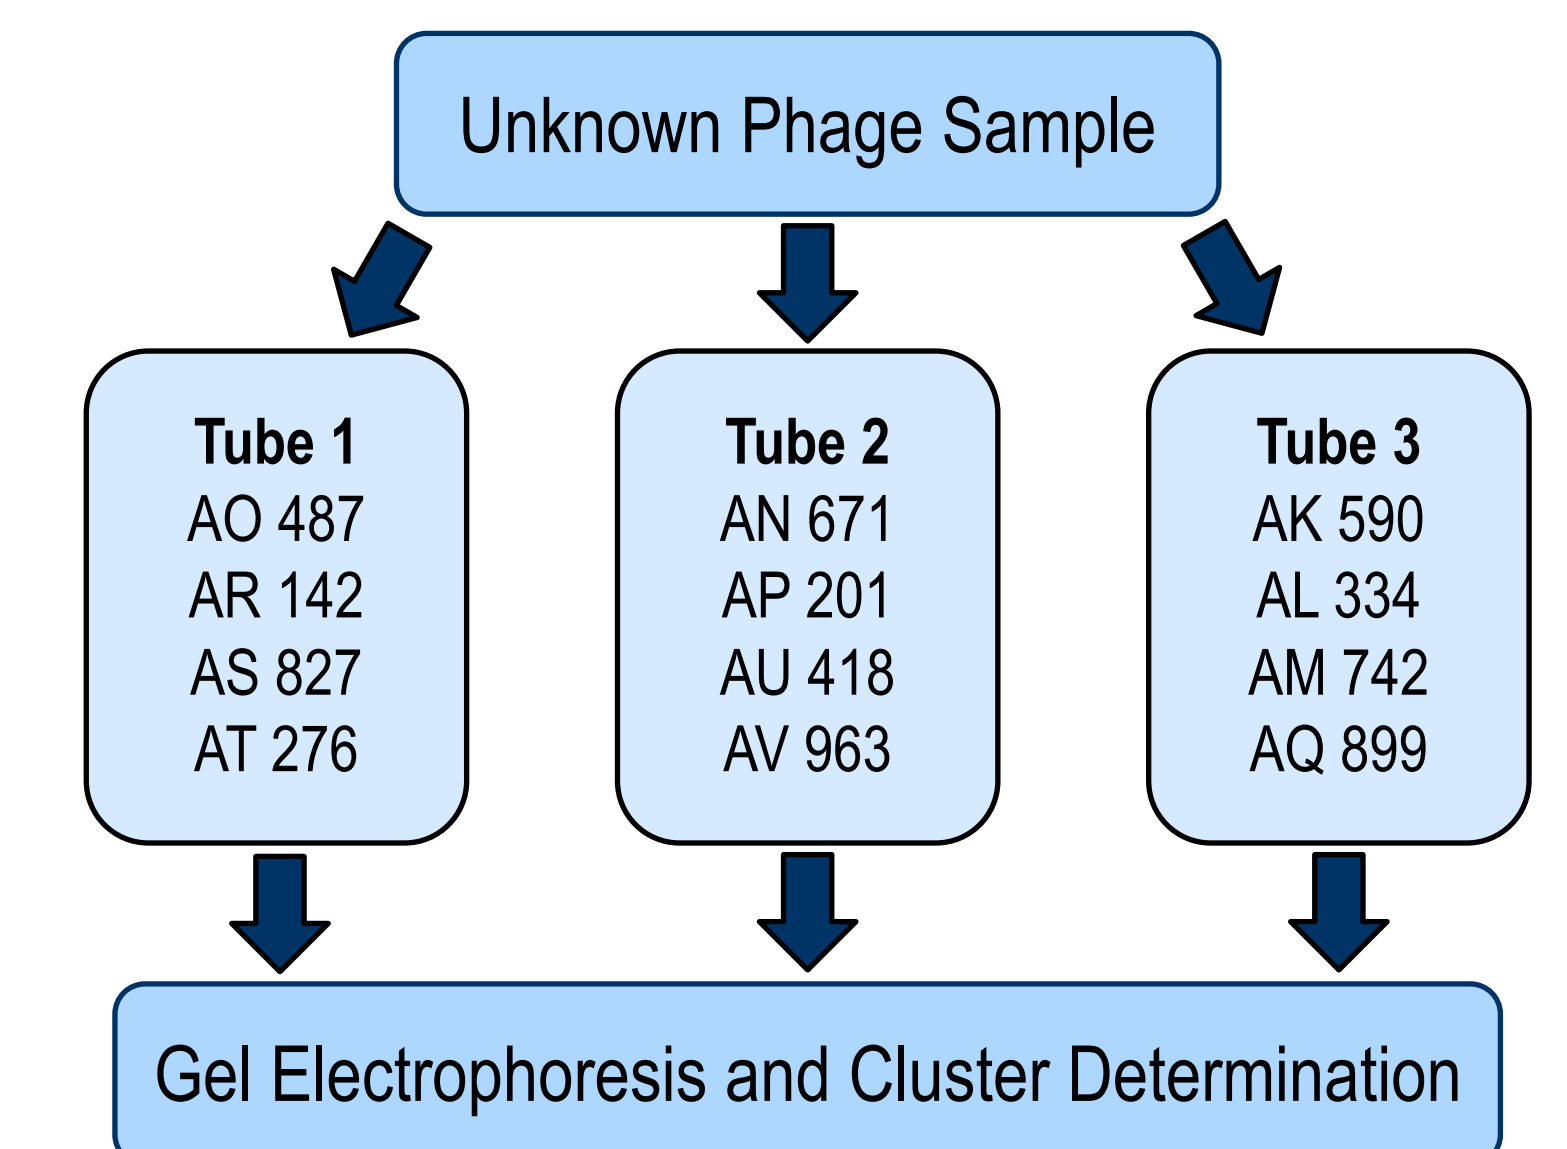 Unknown Phage Sample
Tube 1
AO 487
AR 142
AS 827
AT 276
Tube 2
AN 671
AP 201
AU 418
AV 963
Tube 3
AK 590
AL 334
AM 742
AQ 899
Gel Electrophoresis and Cluster Determination